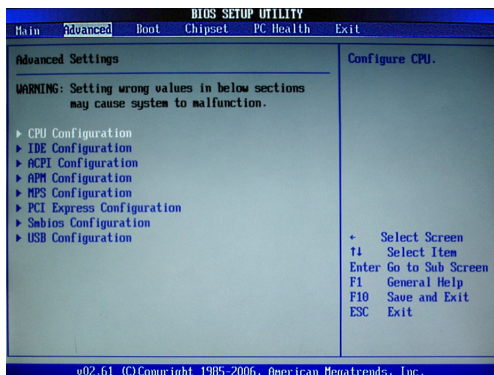 BIOS SETUP UTILITY
Main Advanced Boot Chipset PC Health Exit
Advanced Settings
WARNING: Setting wrong values in below sections
may cause system to malfunction.
▶ CPU Configuration
▶ IDE Configuration
▶ ACPI Configuration
▶ APM Configuration
▶ MPS Configuration
▶ PCI Express Configuration
▶ Smbios Configuration
▶ USB Configuration
Configure CPU.
← Select Screen
↑↓ Select Item
Enter Go to Sub Screen
F1 General Help
F10 Save and Exit
ESC Exit
v02.61 (C)Copyright 1985-2006, American Megatrends, Inc.